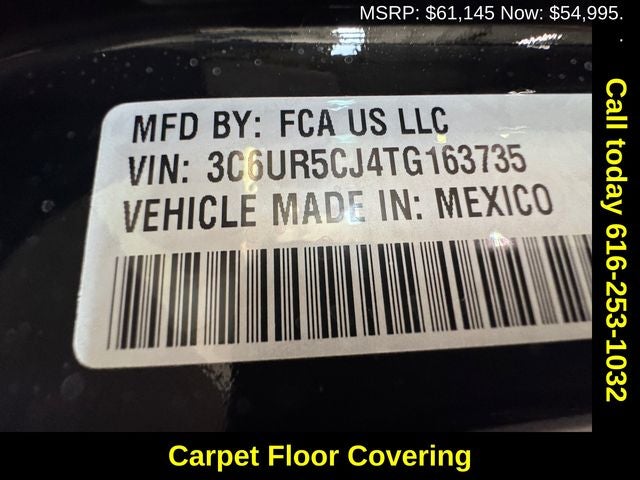 MSRP: $61,145 Now: $54,995.
MFD BY: FCA US LLC
VIN: 3C6UR5CJ4TG163735
VEHICLE MADE IN: MEXICO
Call today 616-253-1032
Carpet Floor Covering